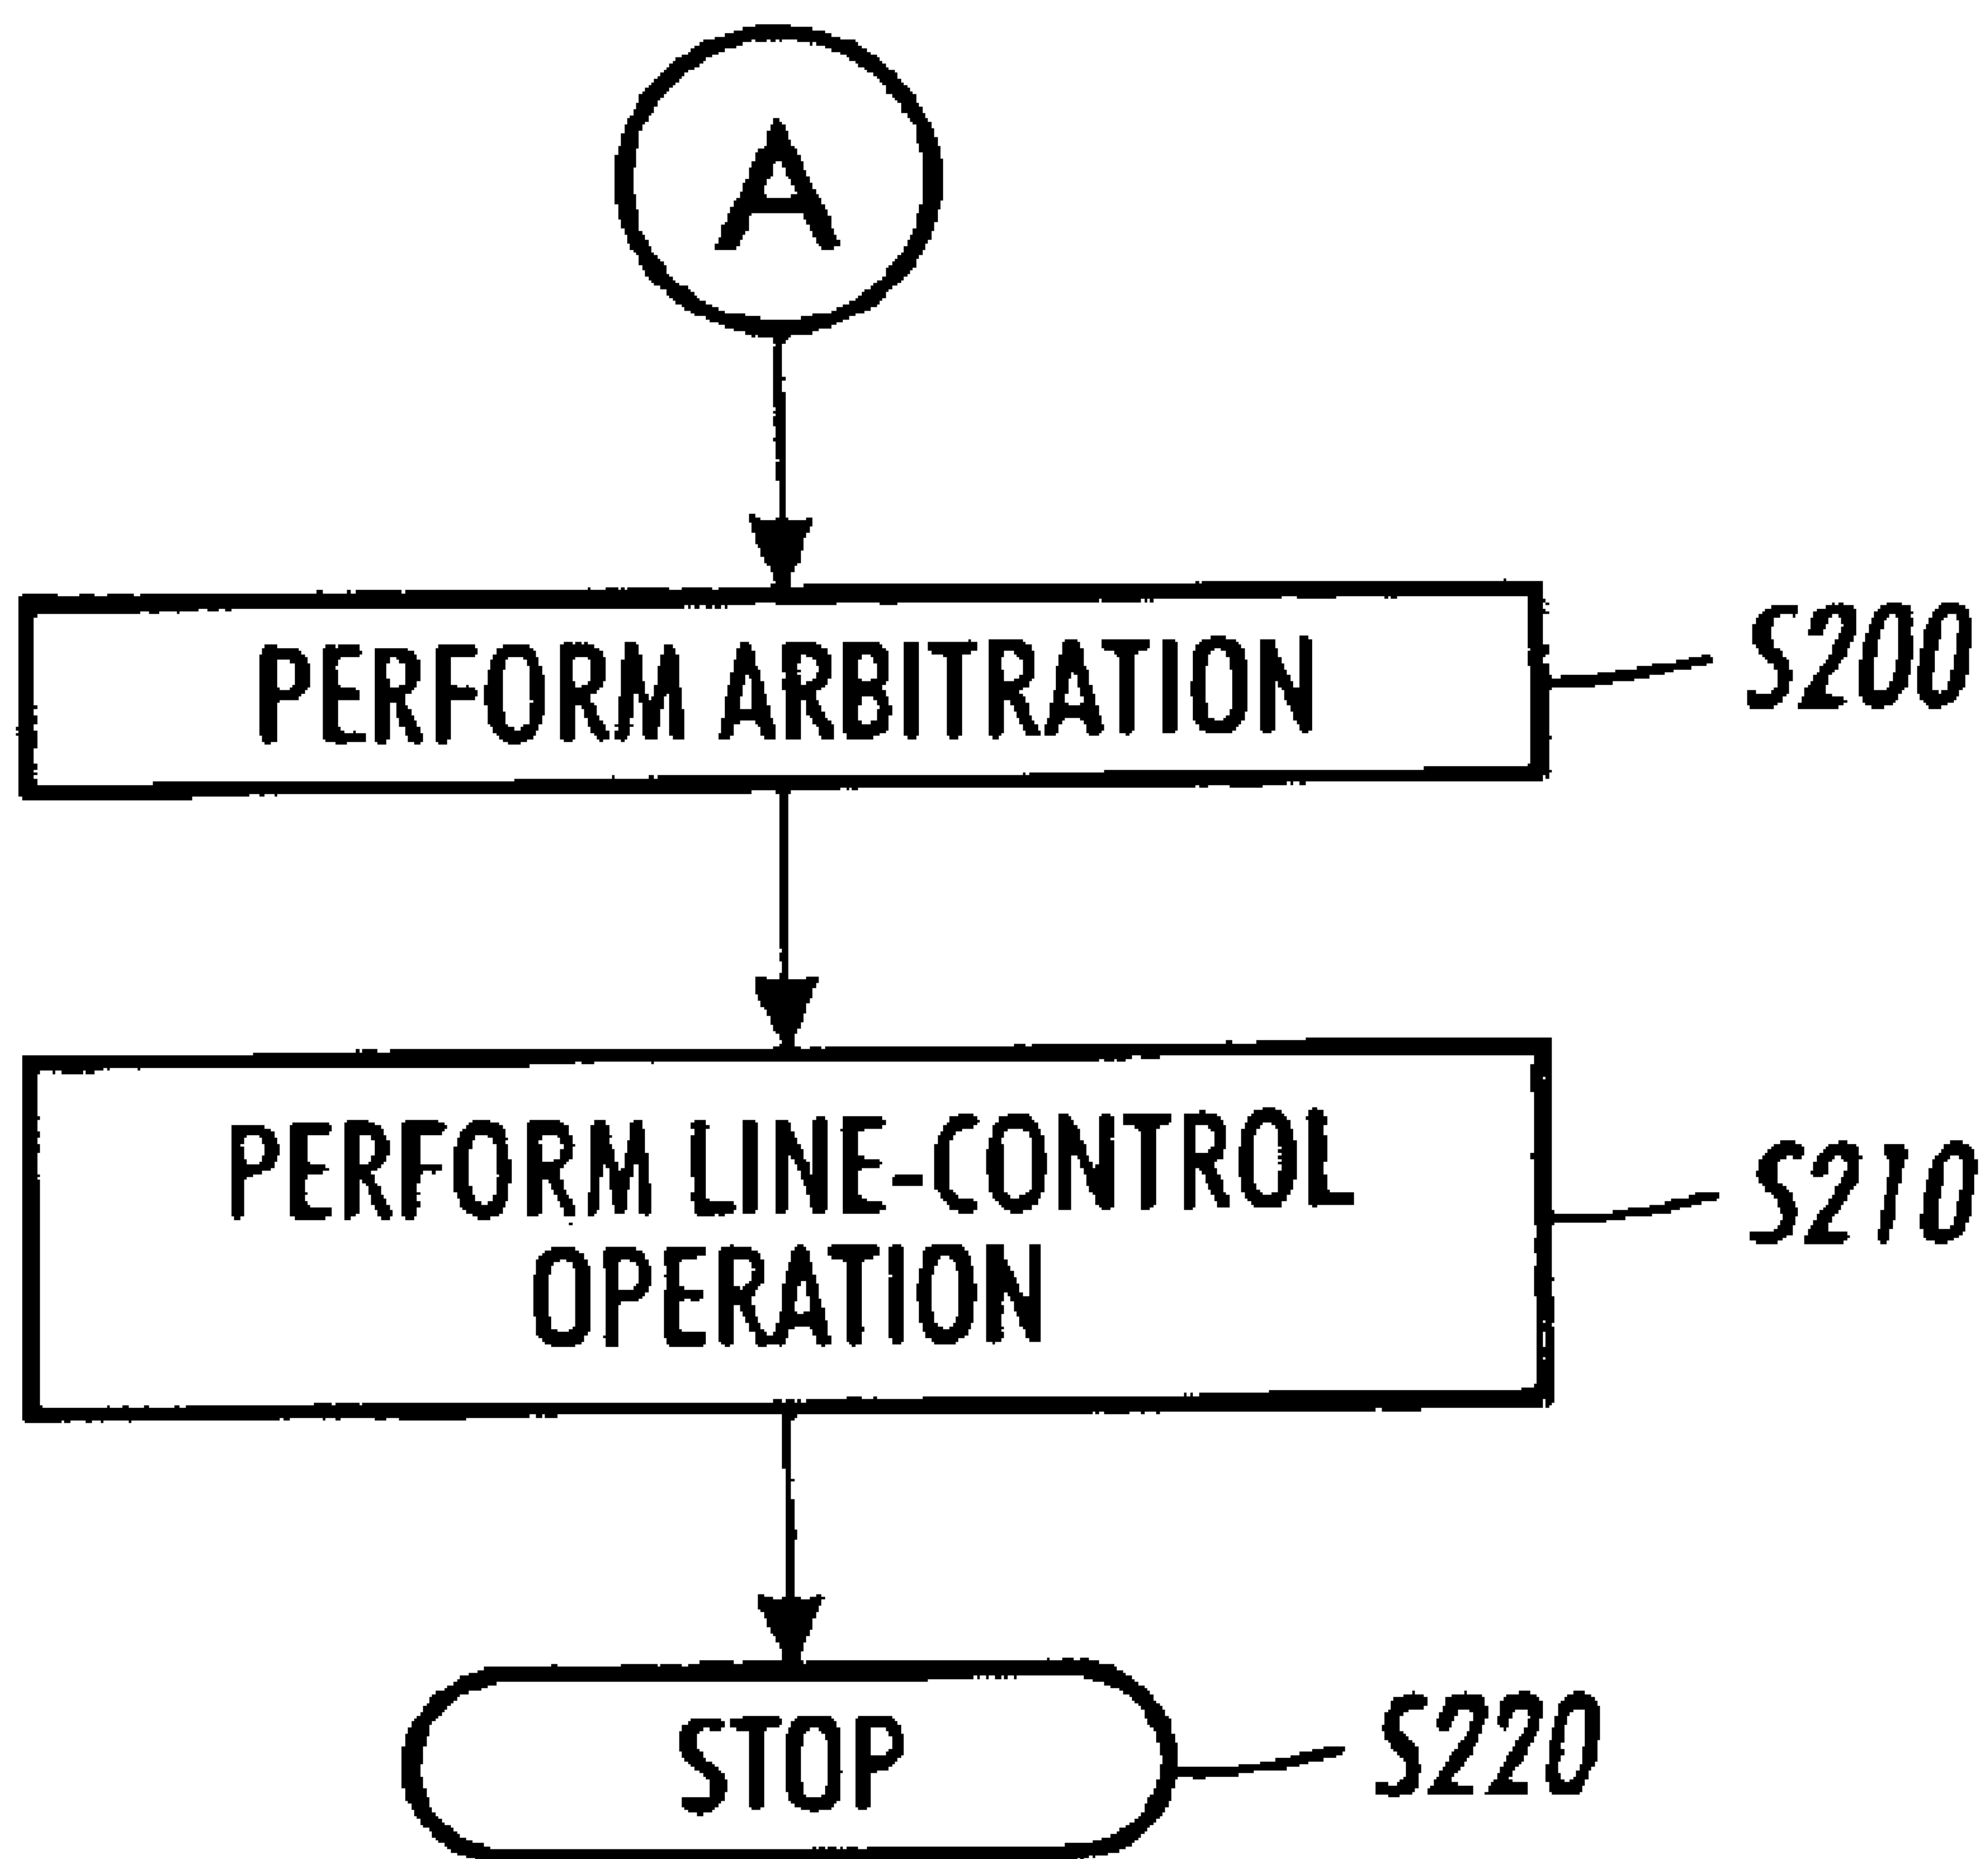 A
PERFORM ARBITRATION
S200
PERFORM LINE-CONTROL
OPERATION
S210
STOP
S220